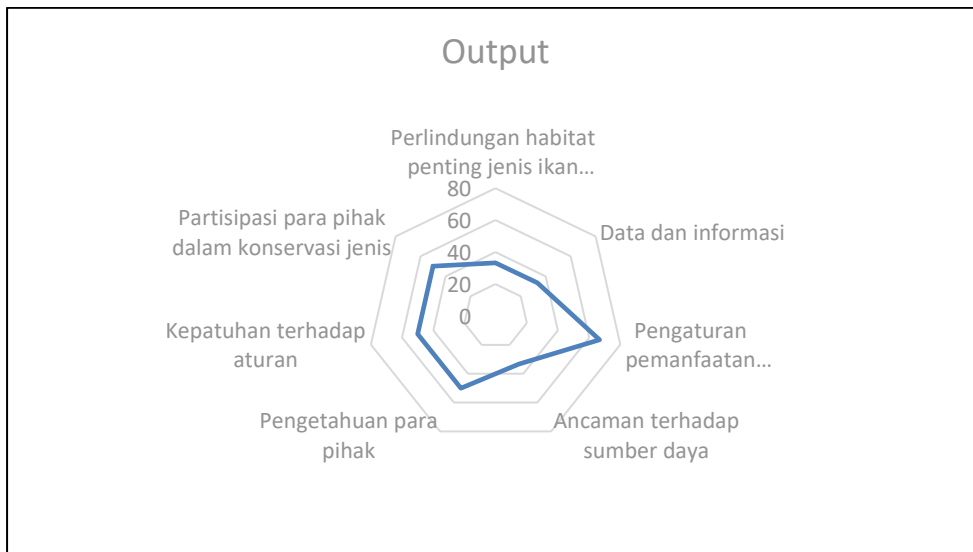 Output
Perlindungan habitat
penting jenis ikan...
80
60
40
20
0
Data dan informasi
Pengaturan
pemanfaatan...
Ancaman terhadap
sumber daya
Pengetahuan para
pihak
Kepatuhan terhadap
aturan
Partisipasi para pihak
dalam konservasi jenis